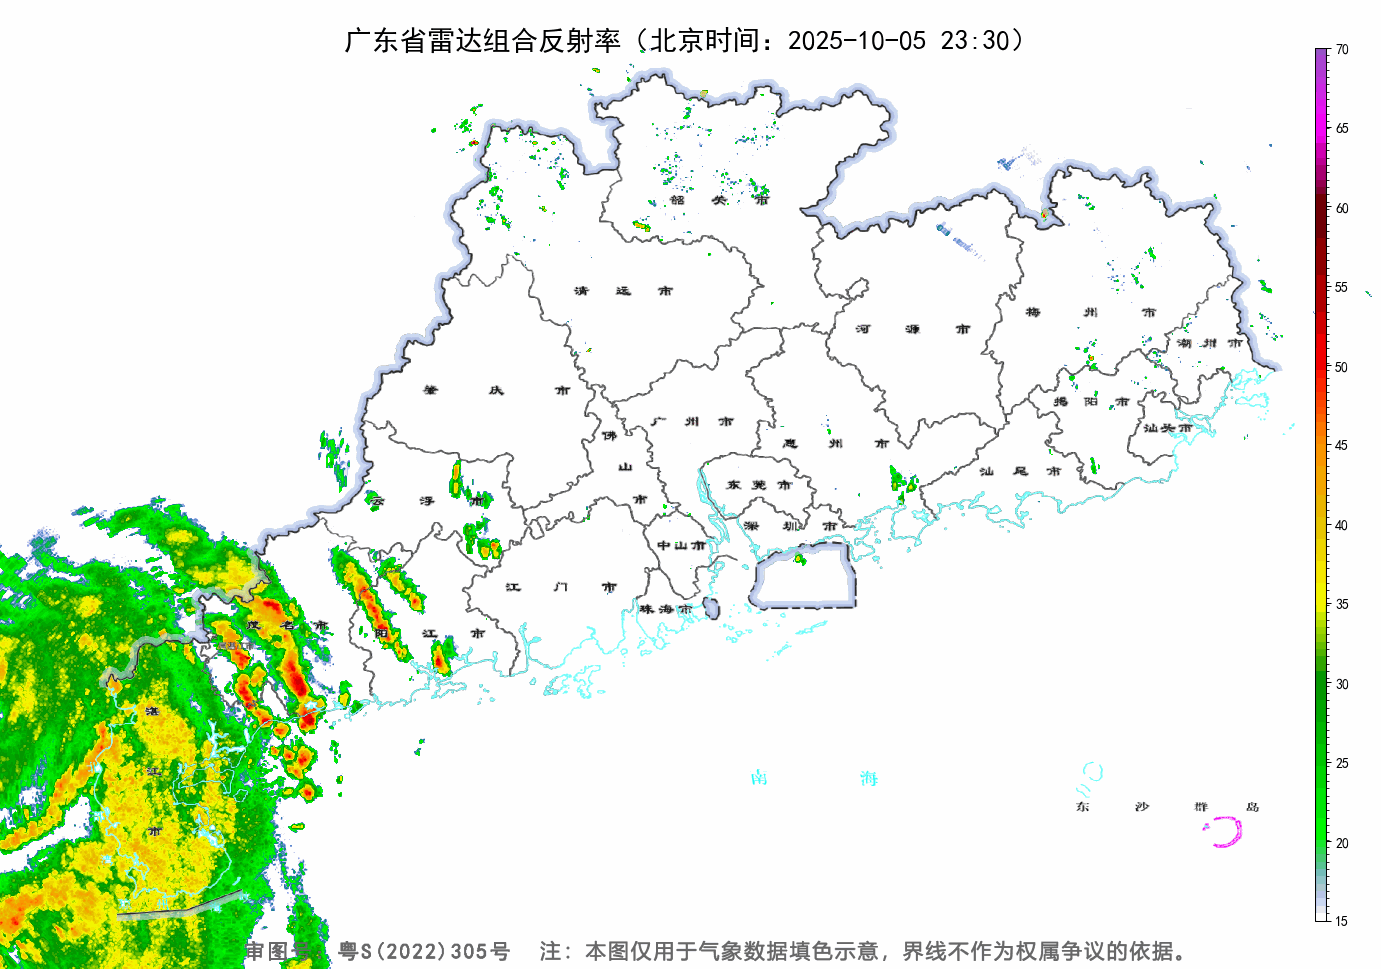 广东省雷达组合反射率（北京时间：2025-10-05 23:30）
70
65
60
55
50
45
40
35
30
25
20
15
韶关市
清远市
河源市
梅州市
潮州市
肇庆市
广州市
惠州市
揭阳市
汕头市
佛山市
云浮市
东莞市
汕尾市
深圳市
中山市
江门市
珠海市
茂名市
阳江市
湛江市
南海
东沙群岛
审图号：粤S(2022)305号 注：本图仅用于气象数据填色示意，界线不作为权属争议的依据。